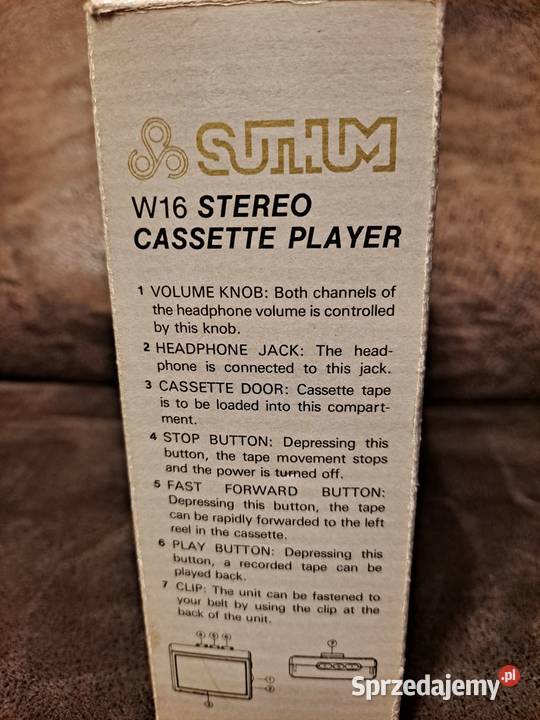 SUTHUM
W16 STEREO
CASSETTE PLAYER
1 VOLUME KNOB: Both channels of
the headphone volume is controlled
by this knob.
2 HEADPHONE JACK: The head-
phone is connected to this jack.
3 CASSETTE DOOR: Cassette tape
is to be loaded into this compart-
ment.
4 STOP BUTTON: Depressing this
button, the tape movement stops
and the power is turned off.
5 FAST FORWARD BUTTON:
Depressing this button, the tape
can be rapidly forwarded to the left
reel in the cassette.
6 PLAY BUTTON: Depressing this
button, a recorded tape can be
played back.
7 CLIP: The unit can be fastened to
your belt by using the clip at the
back of the unit.
Sprzedajemy.pl